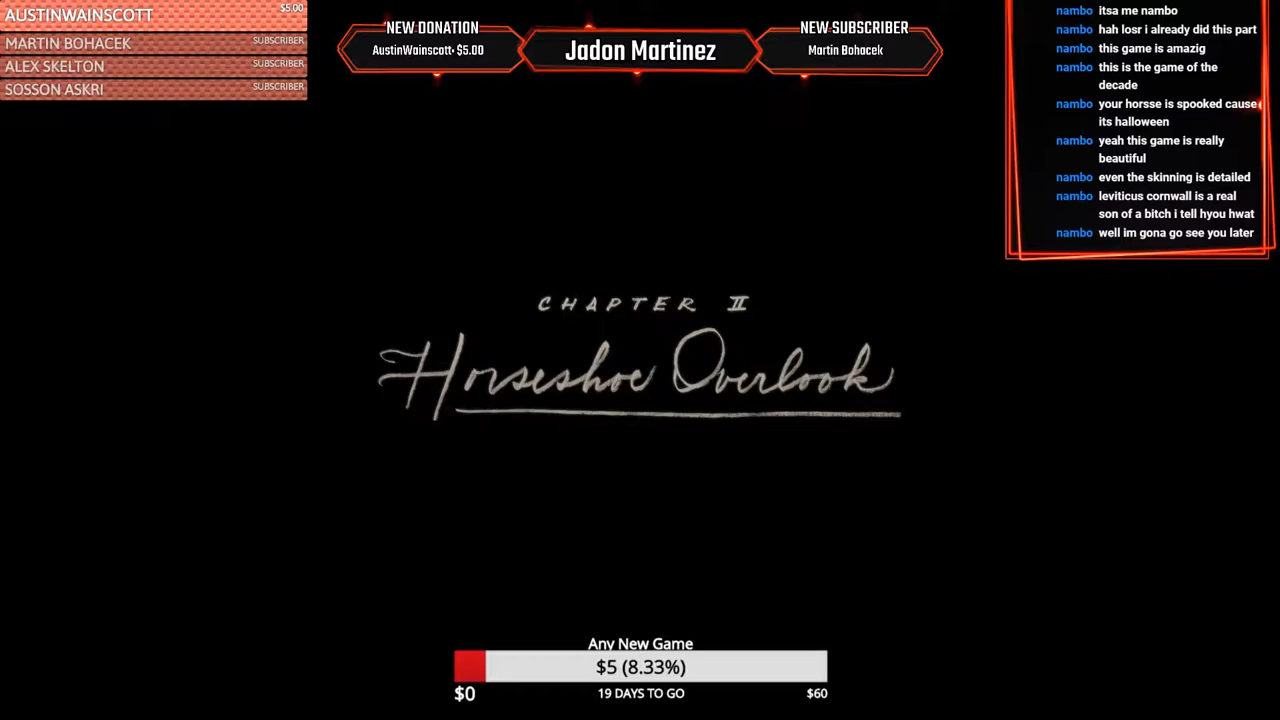 AUSTINWAINSCOTT $5.00
MARTIN BOHACEK SUBSCRIBER
ALEX SKELTON SUBSCRIBER
SOSSON ASKRI SUBSCRIBER
NEW DONATION
AustinWainscott• $5.00
Jadon Martinez
NEW SUBSCRIBER
Martin Bohacek
nambo itsa me nambo
nambo hah losr i already did this part
nambo this game is amazig
nambo this is the game of the
decade
nambo your horsse is spooked cause
its halloween
nambo yeah this game is really
beautiful
nambo even the skinning is detailed
nambo leviticus cornwall is a real
son of a bitch i tell hyou hwat
nambo well im gona go see you later
CHAPTER II
Horseshoe Overlook
Any New Game
$5 (8.33%)
$0 19 DAYS TO GO $60